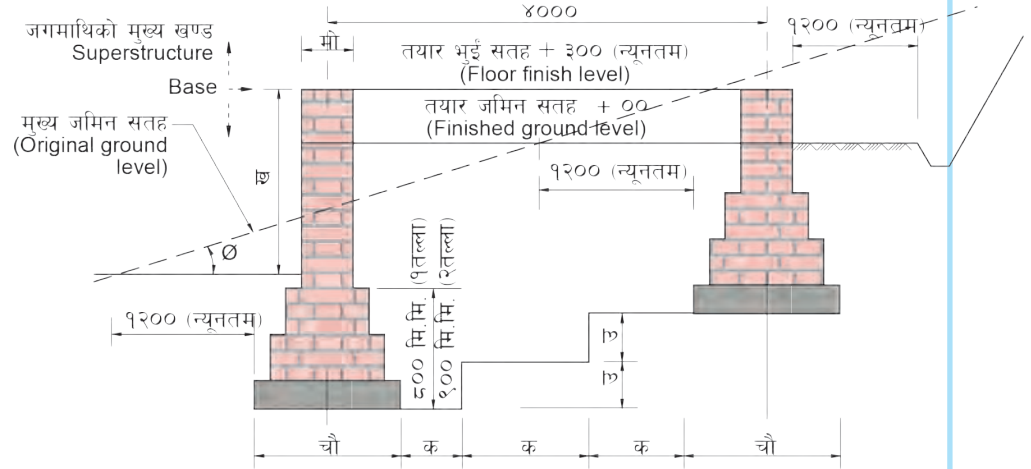 ४०००
जगमाथिको मुख्य खण्ड
Superstructure
मो
तयार भुईं सतह + ३०० (न्यूनतम)
(Floor finish level)
१२०० (न्यूनतम)
Base
तयार जमिन सतह + ००
(Finished ground level)
मुख्य जमिन सतह
(Original ground
level)
ख
१२०० (न्यूनतम)
Ø
१२०० (न्यूनतम)
८०० मि.मि. (१तल्ला)
९०० मि.मि. (२तल्ला)
च
च
चौ
क
क
क
चौ